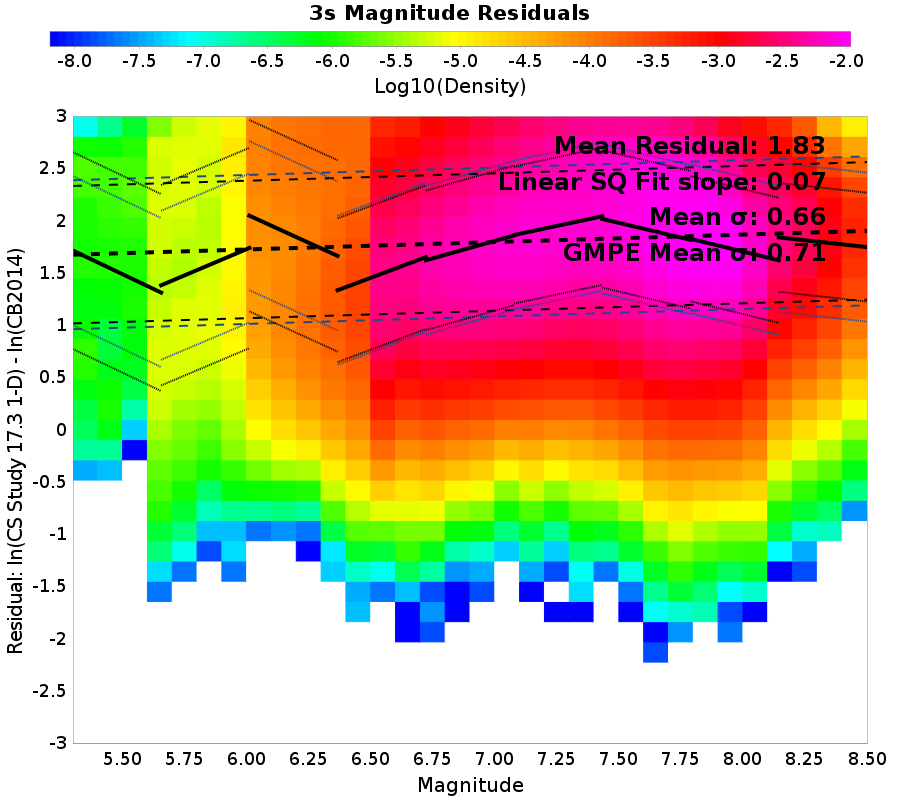 3s Magnitude Residuals
-8.0 -7.5 -7.0 -6.5 -6.0 -5.5 -5.0 -4.5 -4.0 -3.5 -3.0 -2.5 -2.0
Log10(Density)
Residual: ln(CS Study 17.3 1-D) - ln(CB2014)
3
2.5
2
1.5
1
0.5
0
-0.5
-1
-1.5
-2
-2.5
-3
Mean Residual: 1.83
Linear SQ Fit slope: 0.07
Mean σ: 0.66
GMPE Mean σ: 0.71
5.50 5.75 6.00 6.25 6.50 6.75 7.00 7.25 7.50 7.75 8.00 8.25 8.50
Magnitude